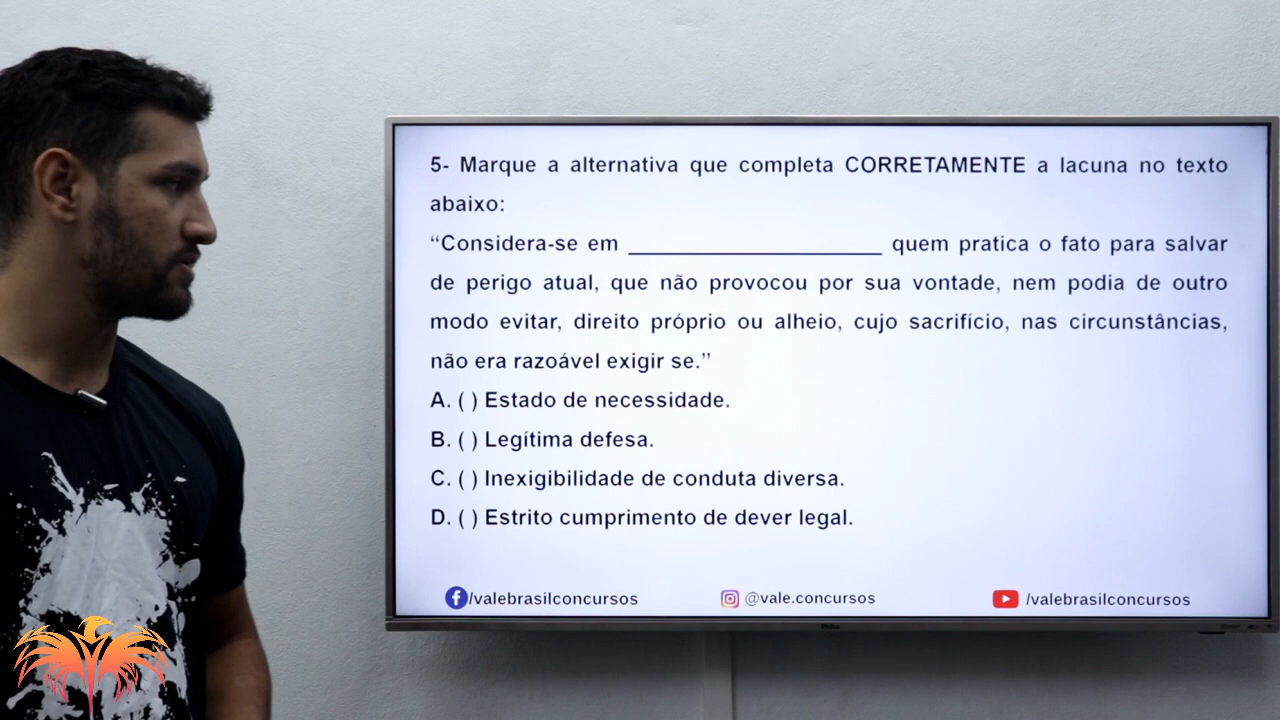 5- Marque a alternativa que completa CORRETAMENTE a lacuna no texto
abaixo:
“Considera-se em ______________________ quem pratica o fato para salvar
de perigo atual, que não provocou por sua vontade, nem podia de outro
modo evitar, direito próprio ou alheio, cujo sacrifício, nas circunstâncias,
não era razoável exigir se.”
A. ( ) Estado de necessidade.
B. ( ) Legítima defesa.
C. ( ) Inexigibilidade de conduta diversa.
D. ( ) Estrito cumprimento de dever legal.
/valebrasilconcursos @vale.concursos /valebrasilconcursos
Philco